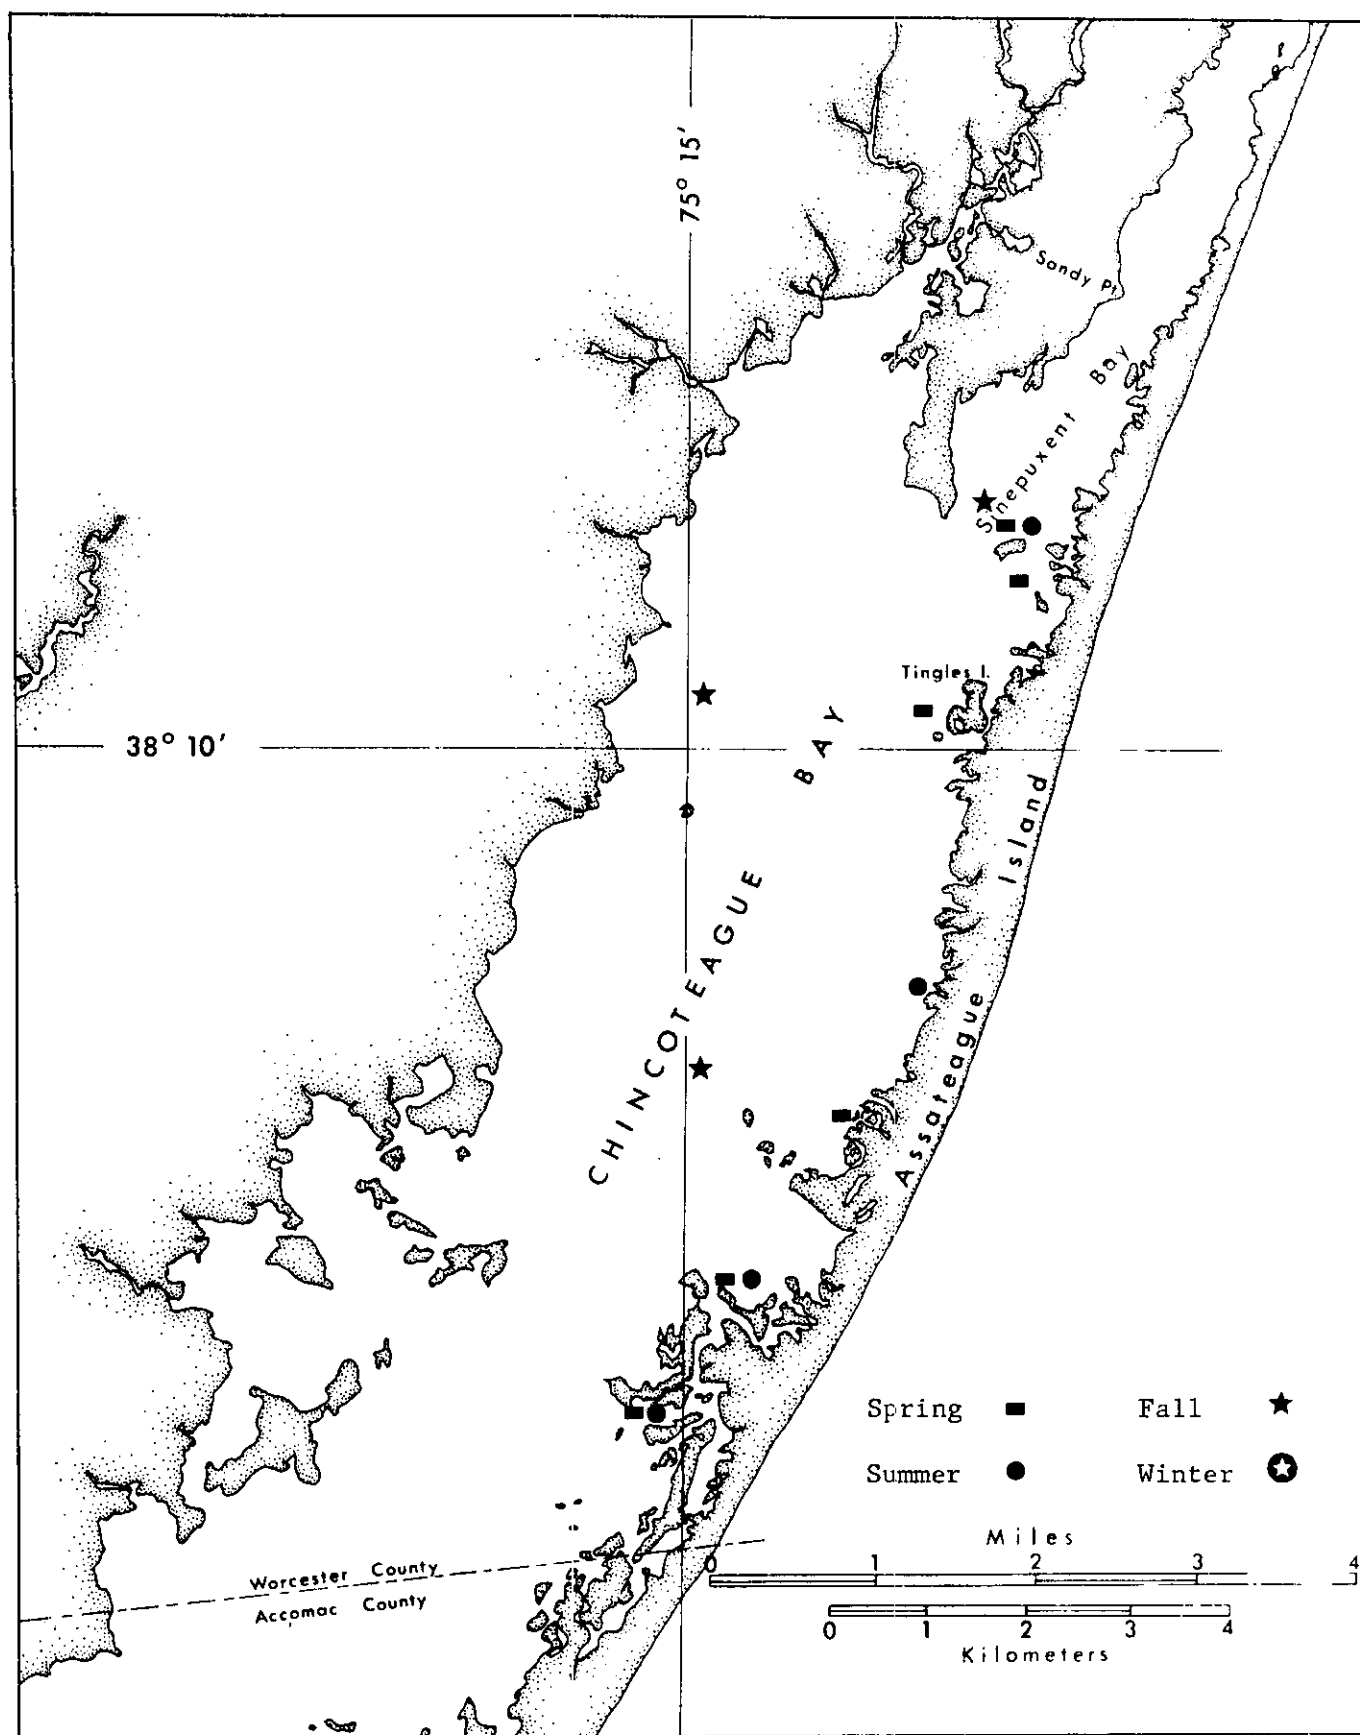 75° 15'
Sandy Pt.
Sinepuxent Bay
Tingles I.
38° 10'
CHINCOTEAGUE BAY
Assateague Island
Spring Fall
Summer Winter
Miles
0 1 2 3 4
Worcester County
Accomac County
0 1 2 3 4
Kilometers